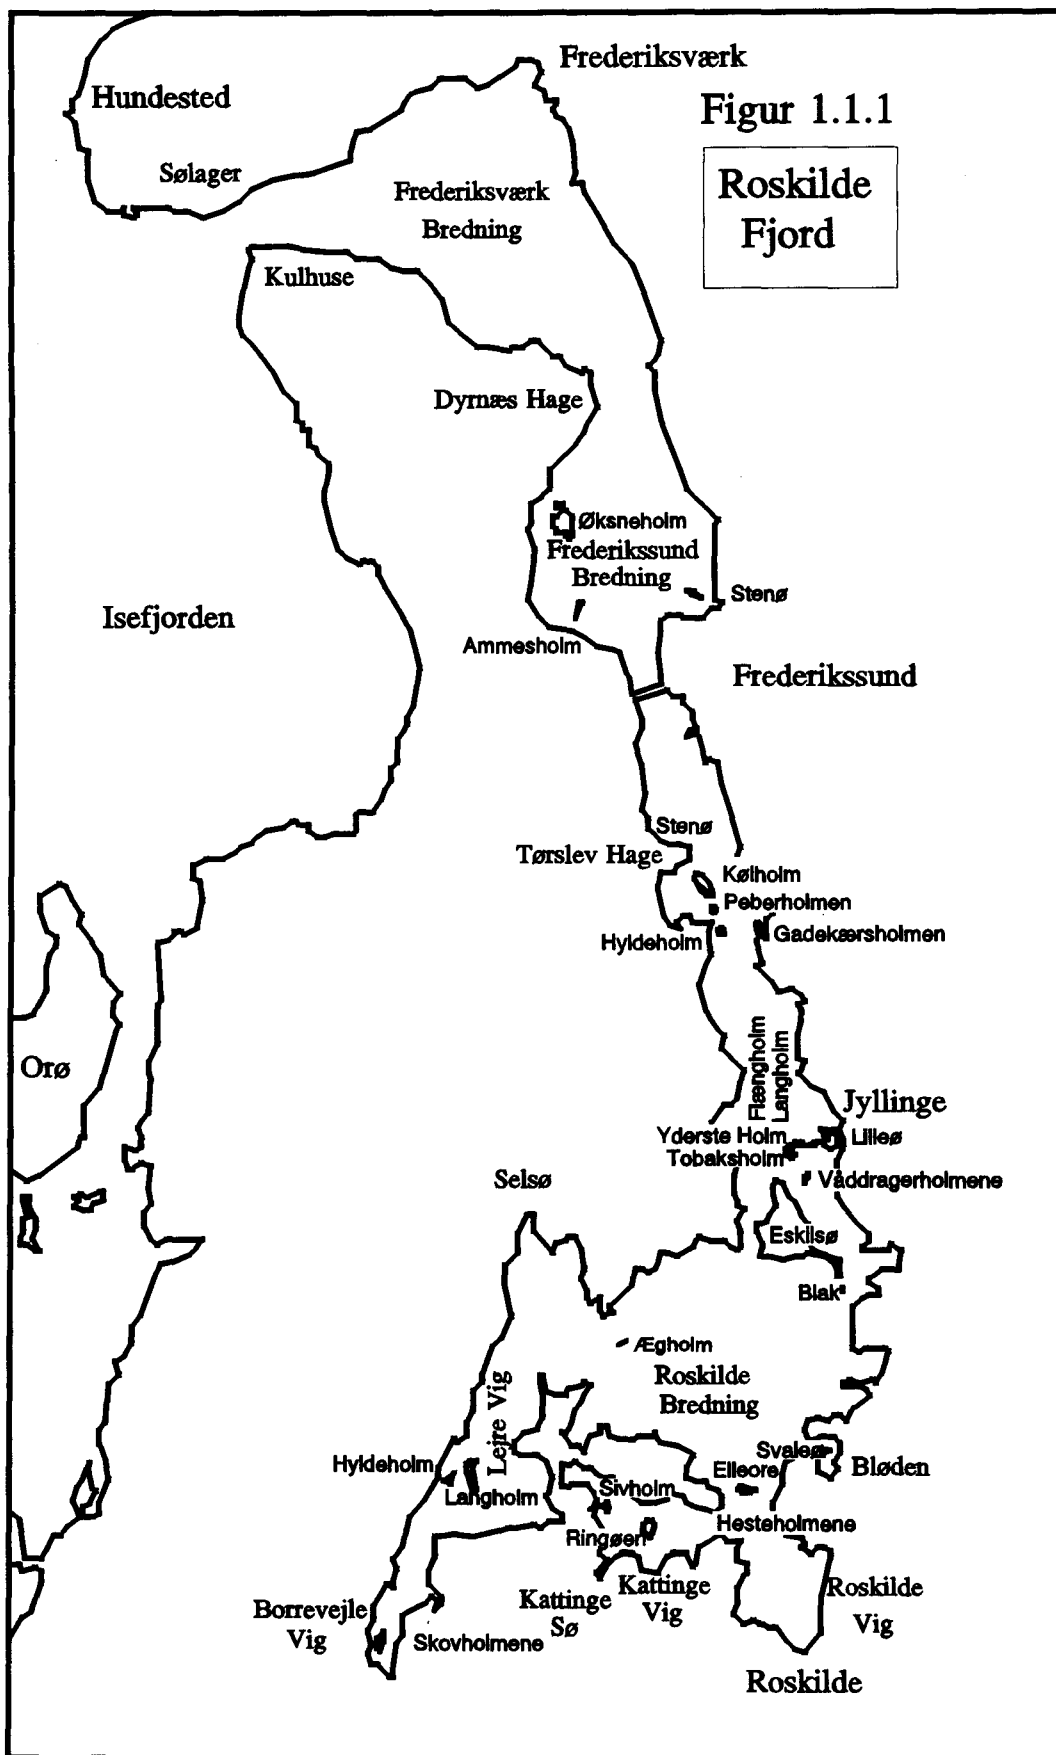 Frederiksværk
Hundested
Figur 1.1.1
Sølager
Roskilde
Fjord
Frederiksværk
Bredning
Kulhuse
Dyrnæs Hage
Øksneholm
Frederikssund
Bredning
Stenø
Isefjorden
Ammesholm
Frederikssund
Stenø
Tørslev Hage
Kølholm
Peberholmen
Hyldeholm
Gadekærsholmen
Flængholm
Langholm
Orø
Jyllinge
Yderste Holm
Lilleø
Tobaksholm
Våddragerholmene
Selsø
Eskilsø
Blak
Ægholm
Roskilde
Bredning
Lejre Vig
Svaleø
Bløden
Hyldeholm
Elleore
Langholm
Sivholm
Hesteholmene
Ringøen
Kattinge
Vig
Kattinge
Sø
Roskilde
Vig
Borrevejle
Vig
Skovholmene
Roskilde